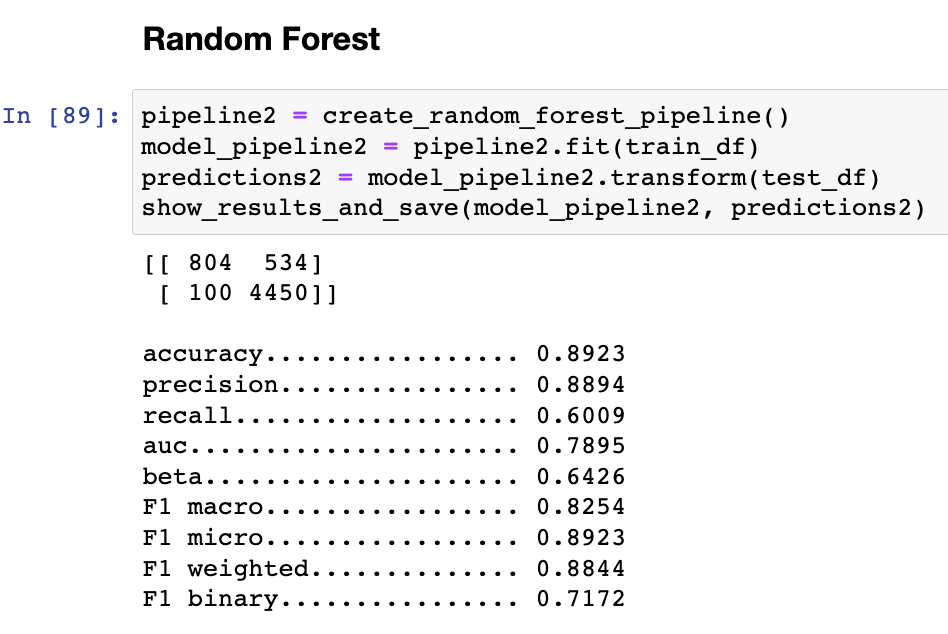 Random Forest
In [89]:
pipeline2 = create_random_forest_pipeline()
model_pipeline2 = pipeline2.fit(train_df)
predictions2 = model_pipeline2.transform(test_df)
show_results_and_save(model_pipeline2, predictions2)
[[ 804  534]
 [ 100 4450]]
accuracy................. 0.8923
precision................ 0.8894
recall................... 0.6009
auc...................... 0.7895
beta..................... 0.6426
F1 macro................. 0.8254
F1 micro................. 0.8923
F1 weighted.............. 0.8844
F1 binary................ 0.7172